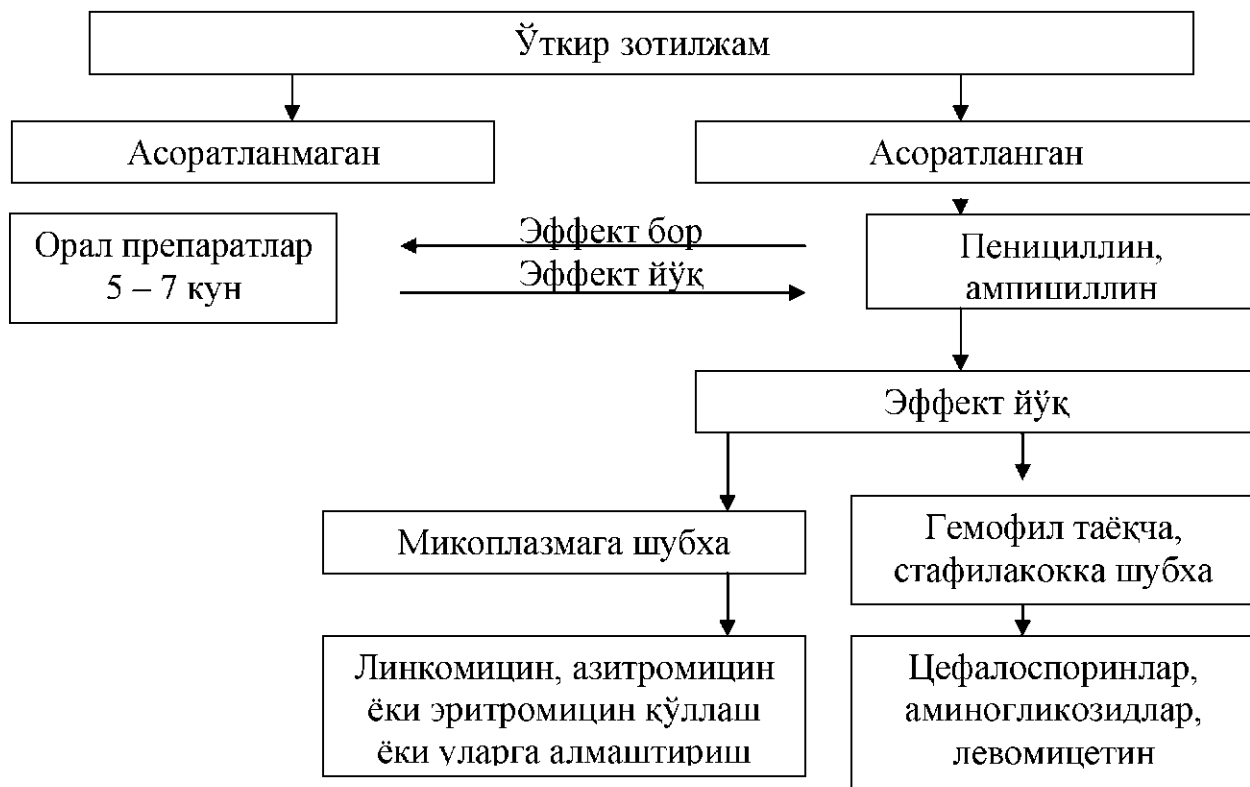 Ўткир зотилжам
Асоратланмаган
Асоратланган
Орал препаратлар
5 – 7 кун
Эффект бор
Эффект йўқ
Пенициллин,
ампициллин
Эффект йўқ
Микоплазмага шубха
Гемофил таёқча,
стафилакокка шубха
Линкомицин, азитромицин
ёки эритромицин қўллаш
ёки уларга алмаштириш
Цефалоспоринлар,
аминогликозидлар,
левомицетин